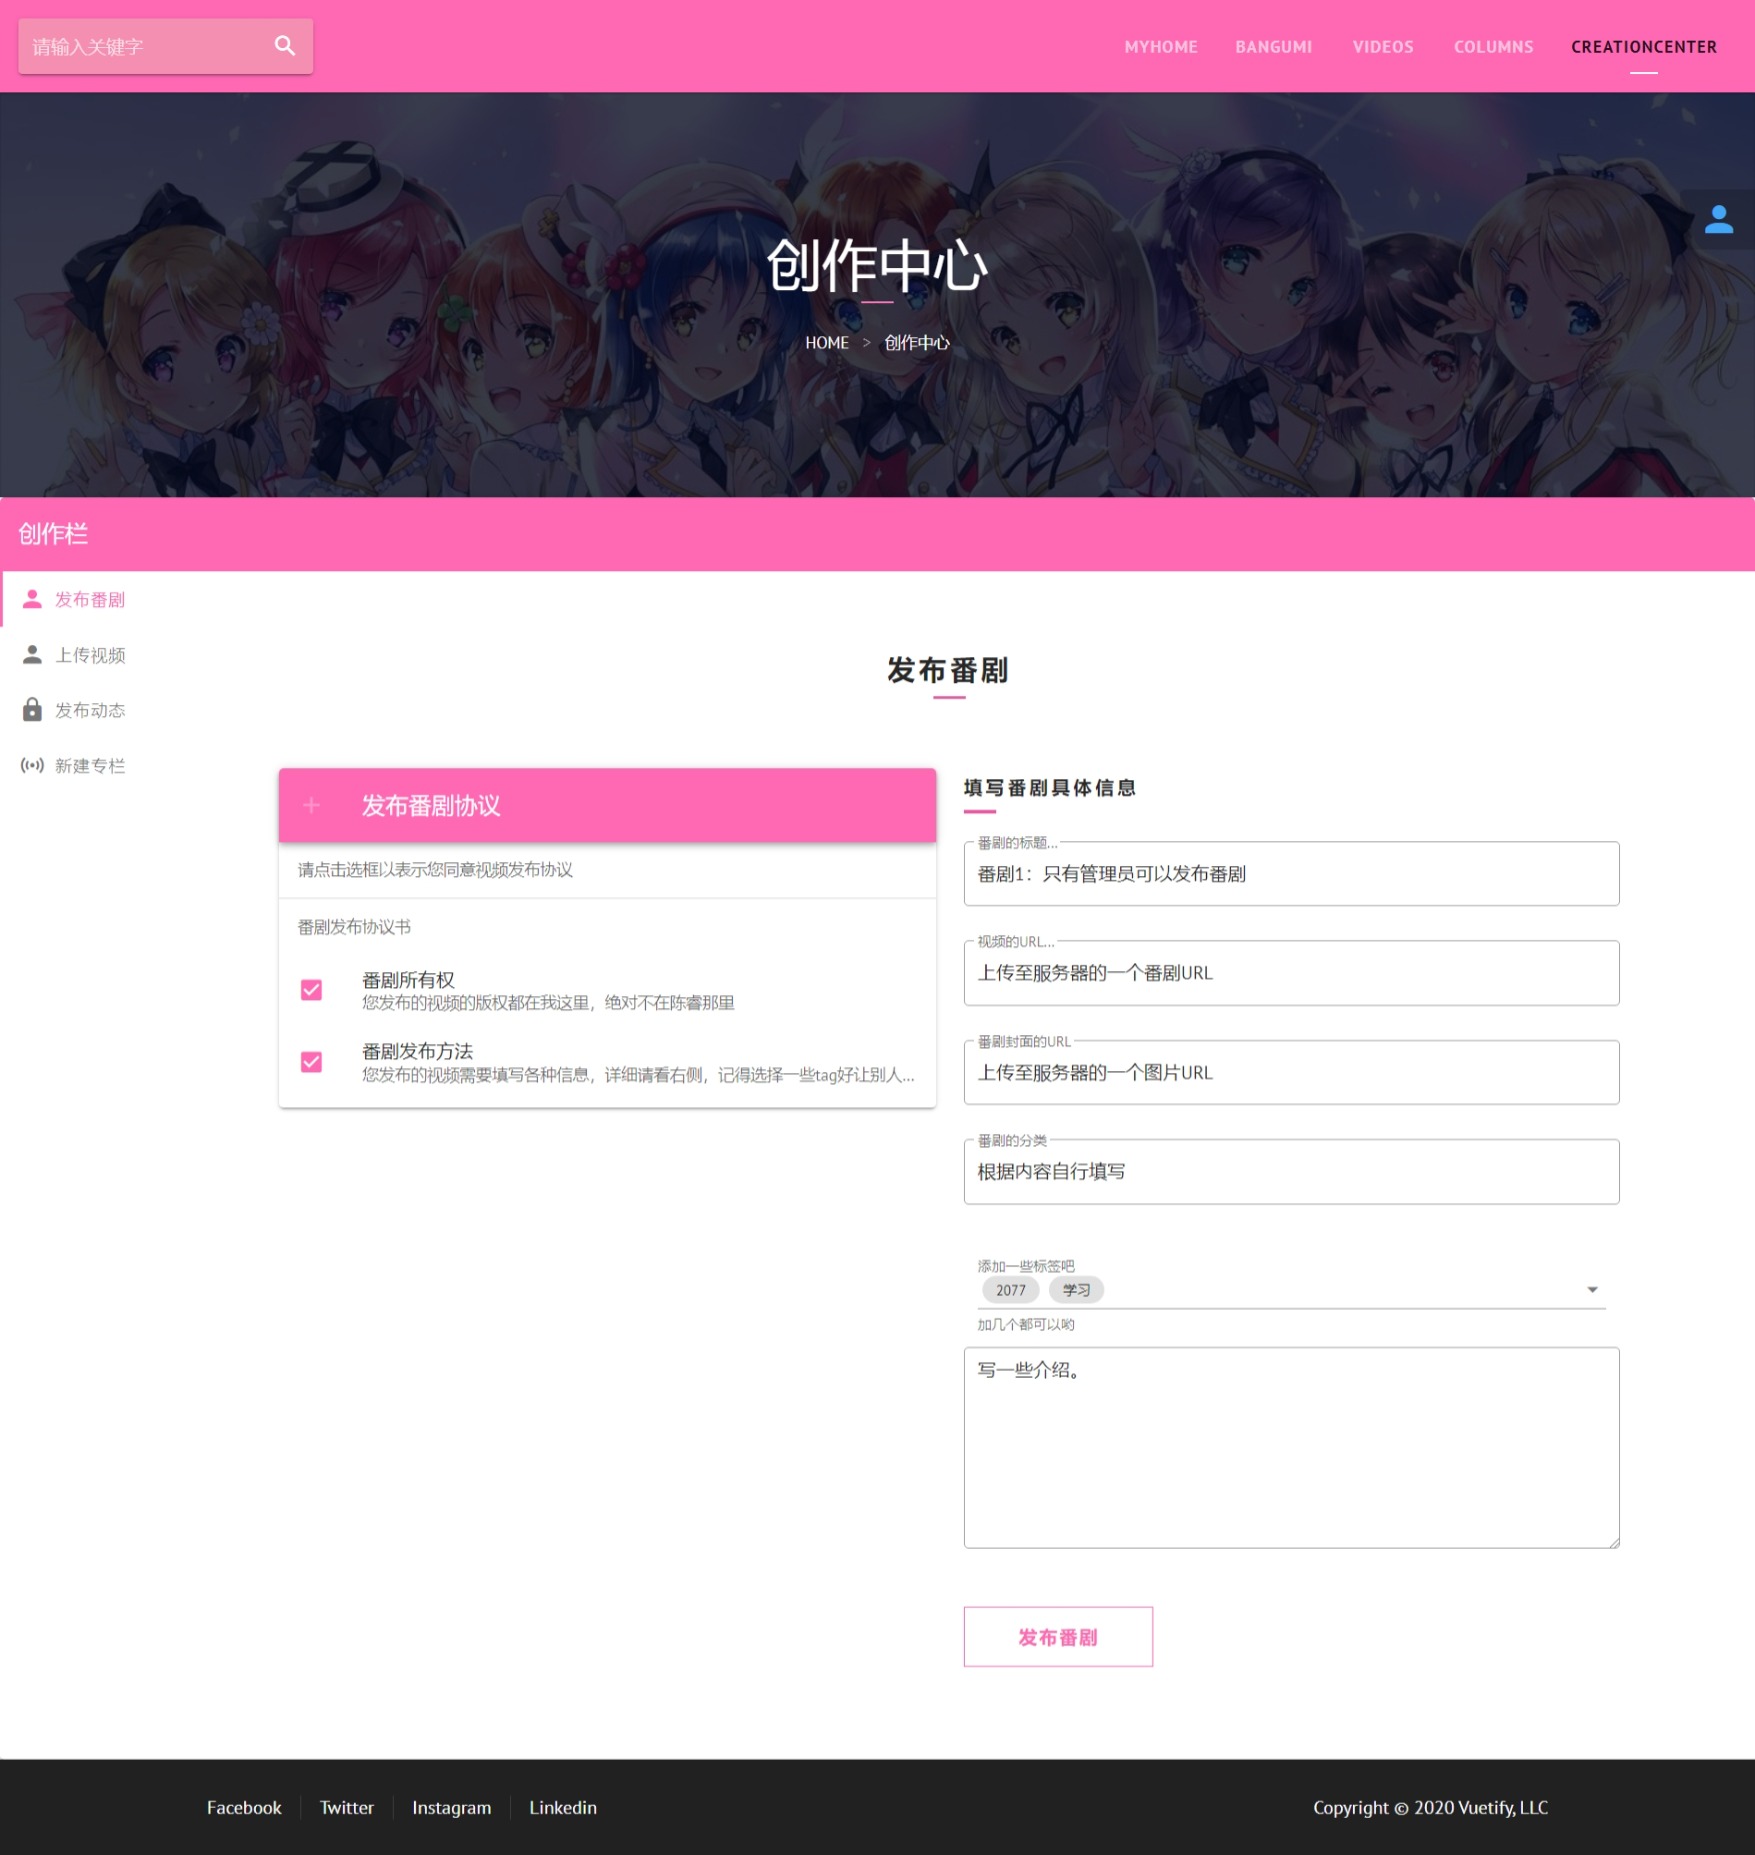 请输入关键字
MYHOME
BANGUMI
VIDEOS
COLUMNS
CREATIONCENTER
创作中心
HOME > 创作中心
创作栏
发布番剧
上传视频
发布动态
新建专栏
发布番剧
发布番剧协议
请点击选框以表示您同意视频发布协议
番剧发布协议书
番剧所有权
您发布的视频的版权都在我这里，绝对不在陈睿那里
番剧发布方法
您发布的视频需要填写各种信息，详细请看右侧，记得选择一些tag好让别人...
填写番剧具体信息
番剧的标题...
番剧1：只有管理员可以发布番剧
视频的URL...
上传至服务器的一个番剧URL
番剧封面的URL
上传至服务器的一个图片URL
番剧的分类
根据内容自行填写
添加一些标签吧
2077 学习
加几个都可以哟
写一些介绍。
发布番剧
Facebook
Twitter
Instagram
Linkedin
Copyright © 2020 Vuetify, LLC